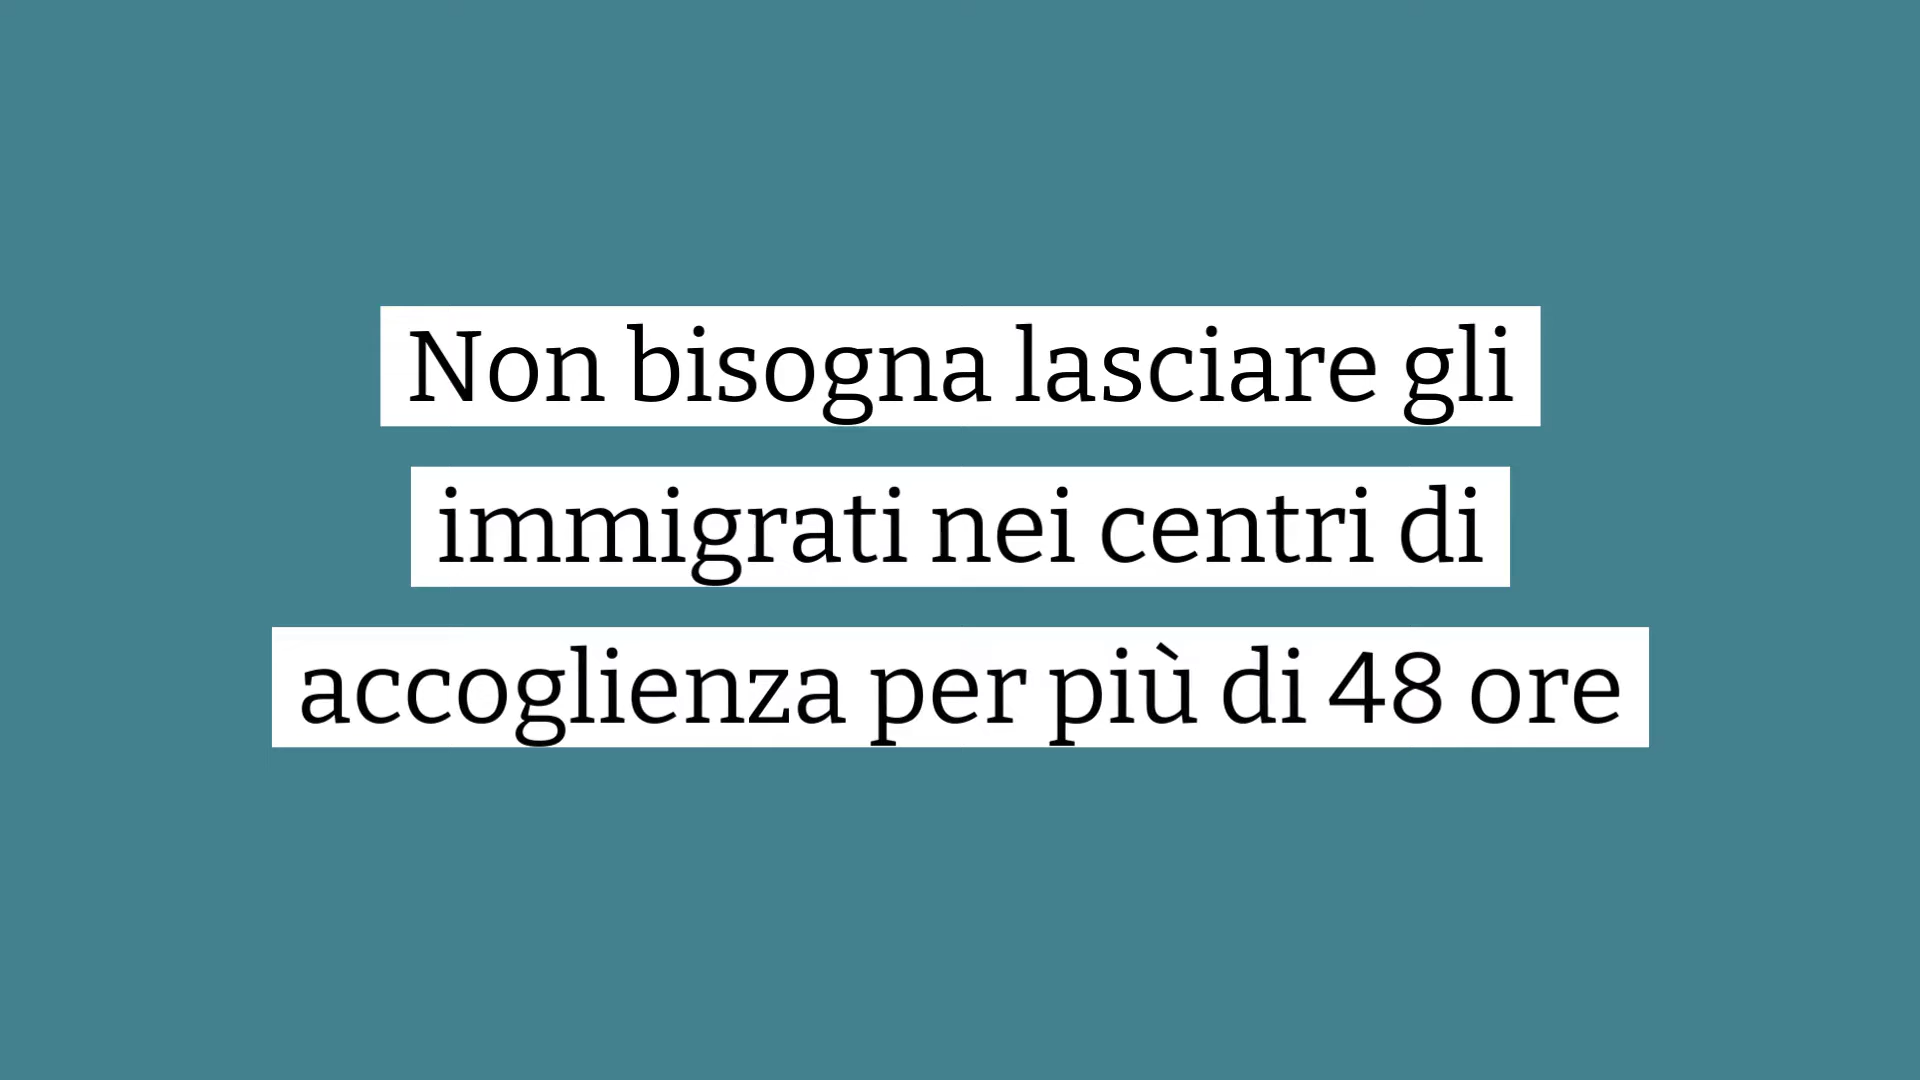 Non bisogna lasciare gli
immigrati nei centri di
accoglienza per più di 48 ore